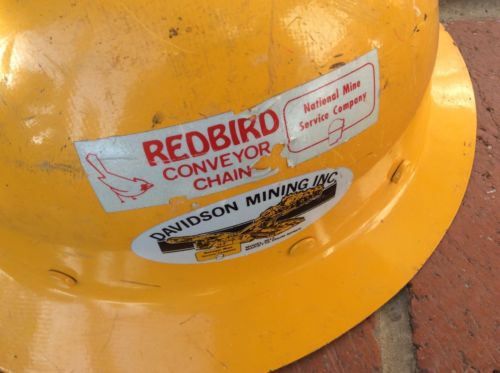 REDBIRD
CONVEYOR
CHAIN
National Mine
Service Company
DAVIDSON MINING INC.